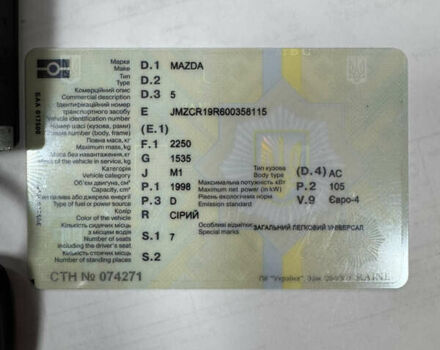 Марка D.1 MAZDA
Make
Тип D.2
Type
Комерційний опис D.3 5
Commercial description
Ідентифікаційний номер
транспортного засобу E JMZCR19R600358115
Vehicle identification number
Номер шасі (кузова, рами) (E.1)
number (body, frame)
Повна маса, кг F.1 2250
Maximum mass, kg
Маса без навантаження, кг G 1535
of the vehicle in service, kg
Категорія J M1 Тип кузова (D.4) AC
Vehicle category Body type
Об'єм двигуна, см³ P.1 1998 Максимальна потужність кВт P.2 105
Capacity, cm³ Maximum net power (in kW)
палива або джерело енергії P.3 D Рівень екологічних норм V.9 Євро-4
Type of fuel or power source Emission standard
Колір R СІРИЙ
Color of the vehicle
Кількість сидячих місць Особливі відмітки ЗАГАЛЬНИЙ ЛЕГКОВИЙ УНІВЕРСАЛ
з місцем водія S.1 7 Special marks
Number of seats
including the driver's seat
Кількість стоячих місць S.2
Number of standing
СТН № 074271